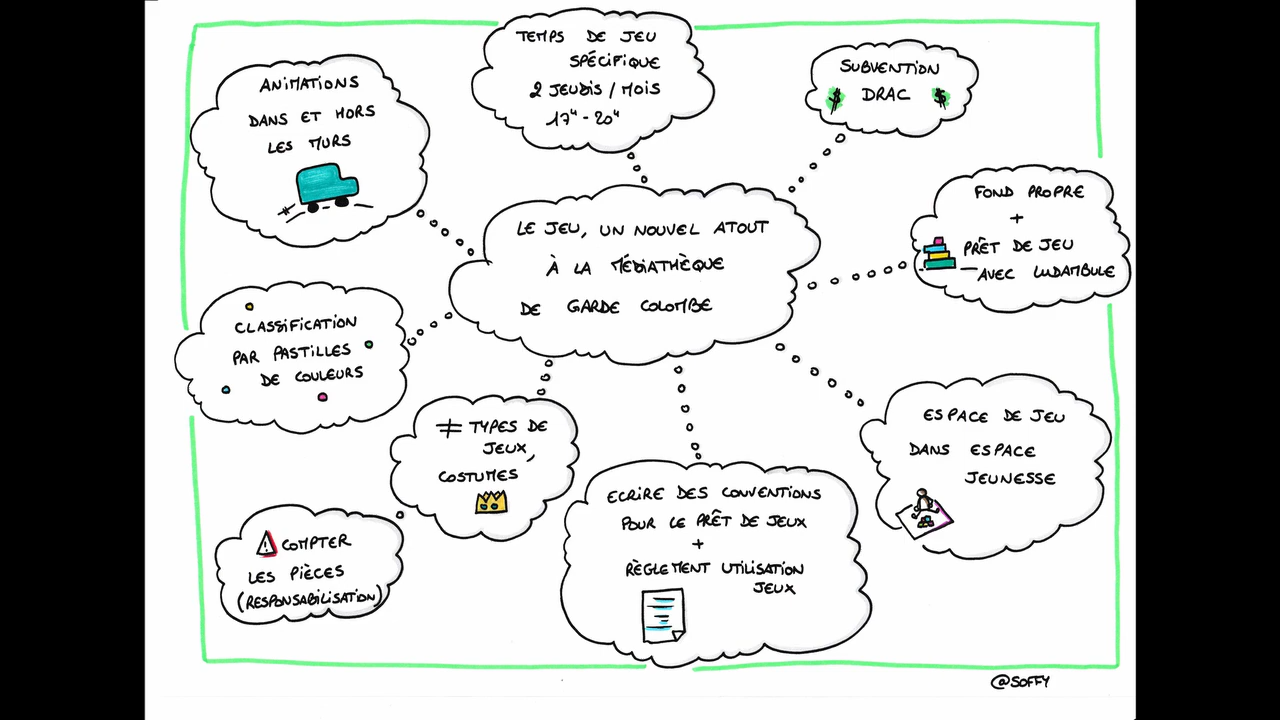 TEMPS DE JEU
SPÉCIFIQUE
2 JEUDIS / MOIS
17H - 20H
SUBVENTION
$ DRAC $
ANIMATIONS
DANS ET HORS
LES MURS
FOND PROPRE
+
PRÊT DE JEU
AVEC LUDAMBULE
LE JEU, UN NOUVEL ATOUT
À LA MÉDIATHÈQUE
DE GARDE COLOMBE
CLASSIFICATION
PAR PASTILLES
DE COULEURS
≠ TYPES DE
JEUX,
COSTUMES
ESPACE DE JEU
DANS ESPACE
JEUNESSE
ECRIRE DES CONVENTIONS
POUR LE PRÊT DE JEUX
+
RÈGLEMENT UTILISATION
JEUX
! COMPTER
LES PIÈCES
(RESPONSABILISATION)
@SOFFY